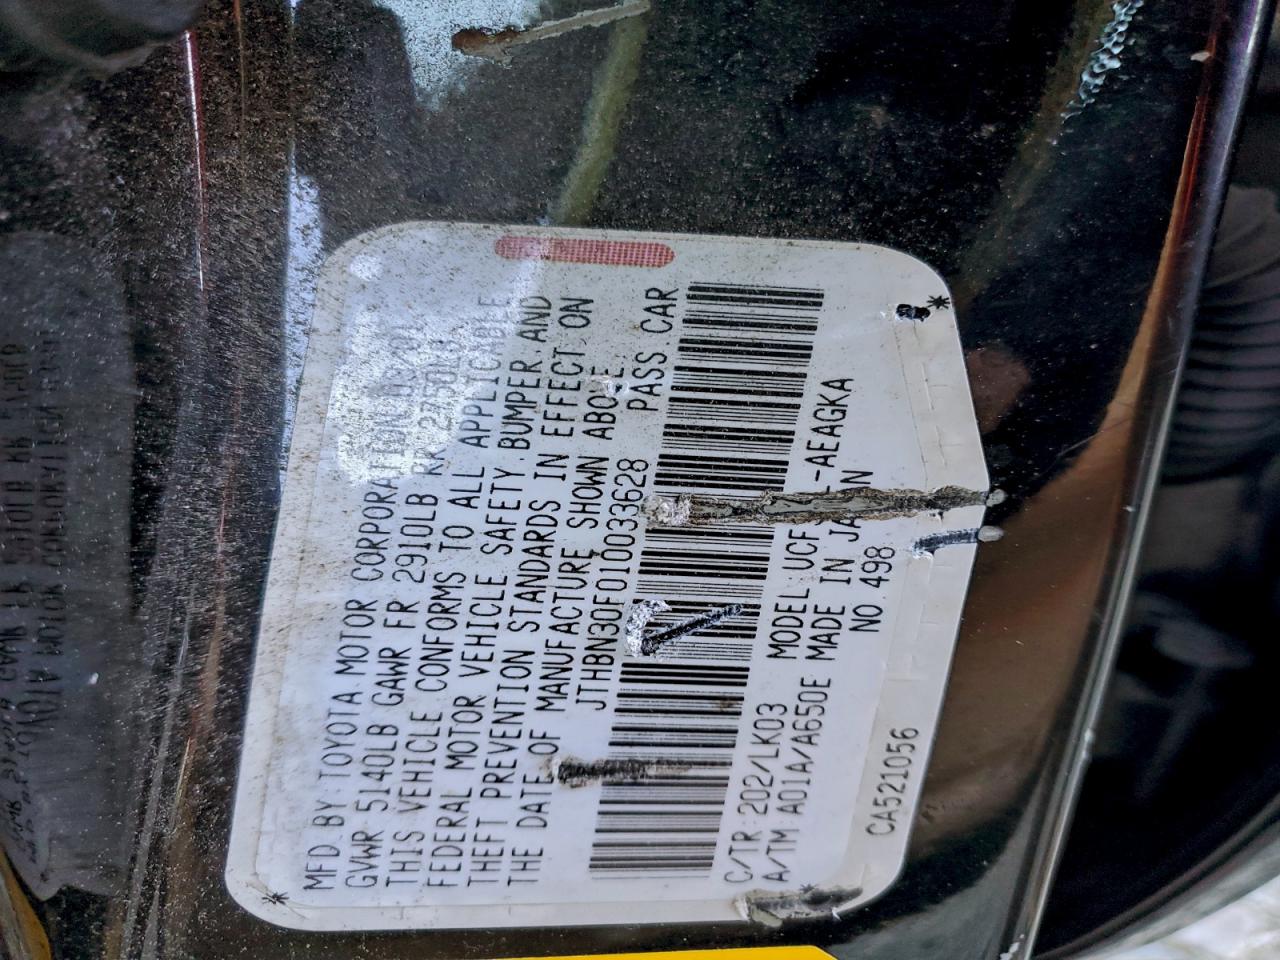 MFD. BY TOYOTA MOTOR CORPORATION
GVWR 5140LB GAWR FR 2910LB RR
THIS VEHICLE CONFORMS TO ALL APPLICABLE
FEDERAL MOTOR VEHICLE SAFETY, BUMPER, AND
THEFT PREVENTION STANDARDS IN EFFECT ON
THE DATE OF MANUFACTURE SHOWN ABOVE.
JTHBN30F010033628 PASS CAR
C/TR 202/LK03 MODEL -AEAGKA
A/TM A01A/A650E MADE IN
NO. 498
CA521056